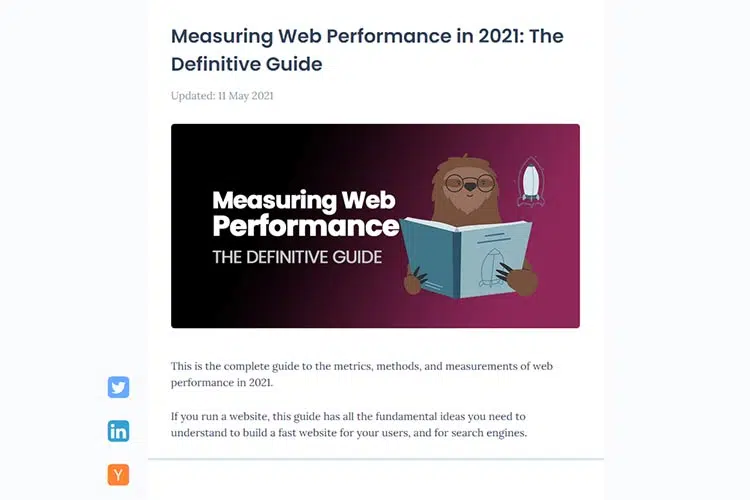 Measuring Web Performance in 2021: The
Definitive Guide
Updated: 11 May 2021
Measuring Web
Performance
THE DEFINITIVE GUIDE
This is the complete guide to the metrics, methods, and measurements of web
performance in 2021.
If you run a website, this guide has all the fundamental ideas you need to
understand to build a fast website for your users, and for search engines.
in
Y